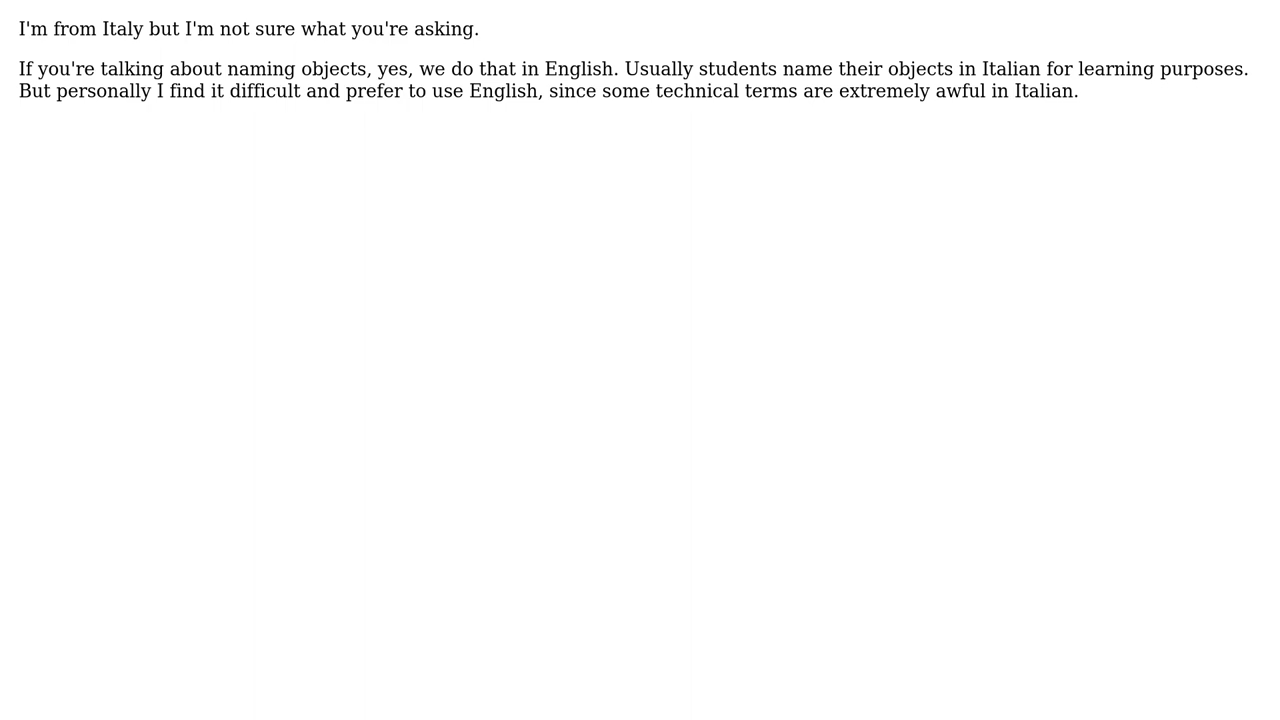 I'm from Italy but I'm not sure what you're asking.
If you're talking about naming objects, yes, we do that in English. Usually students name their objects in Italian for learning purposes.
But personally I find it difficult and prefer to use English, since some technical terms are extremely awful in Italian.